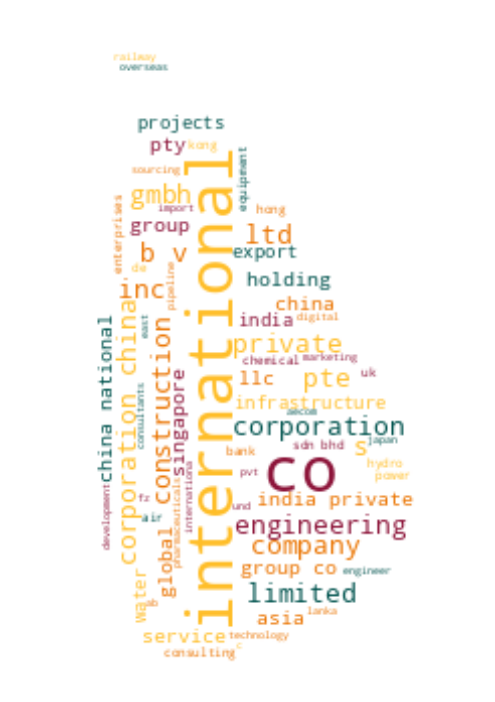 railway
overseas
projects
pty
kong
sourcing
equipment
gmbh
import
hong
enterprises
group
ltd
b v
export
de
pipeline
holding
inc
china
india
digital
east
private
chemical
marketing
china national
corporation china
construction
singapore
international
llc
pte
uk
infrastructure
aecom
consultants
corporation
s
japan
sdn bhd
bank
co
hydro
power
pvt
internationa
pharmaceuticals
development
fz
india private
und
air
engineering
company
global
group co
engineer
water
limited
ab
lanka
asia
service
technology
c
consulting